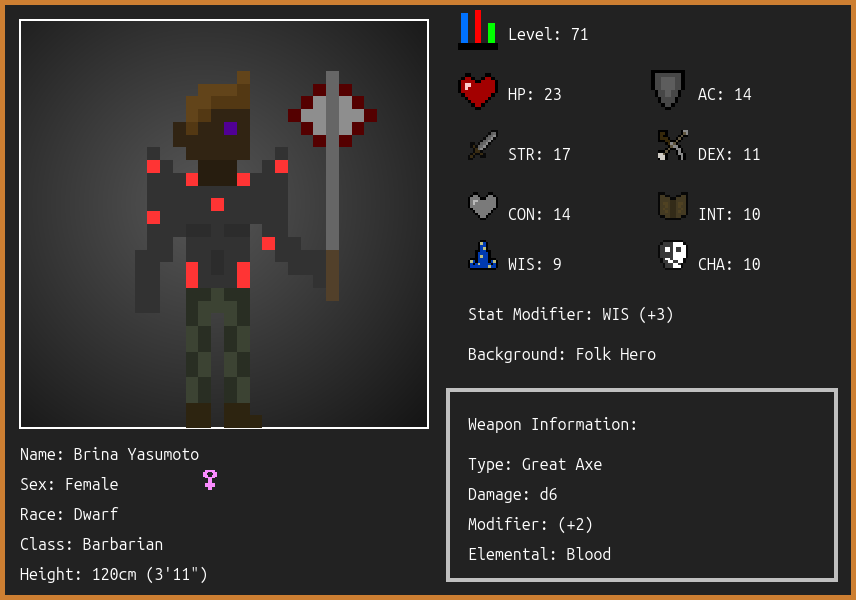 Level: 71
HP: 23
AC: 14
STR: 17
DEX: 11
CON: 14
INT: 10
WIS: 9
CHA: 10
Stat Modifier: WIS (+3)
Background: Folk Hero
Weapon Information:
Type: Great Axe
Damage: d6
Modifier: (+2)
Elemental: Blood
Name: Brina Yasumoto
Sex: Female
Race: Dwarf
Class: Barbarian
Height: 120cm (3'11")